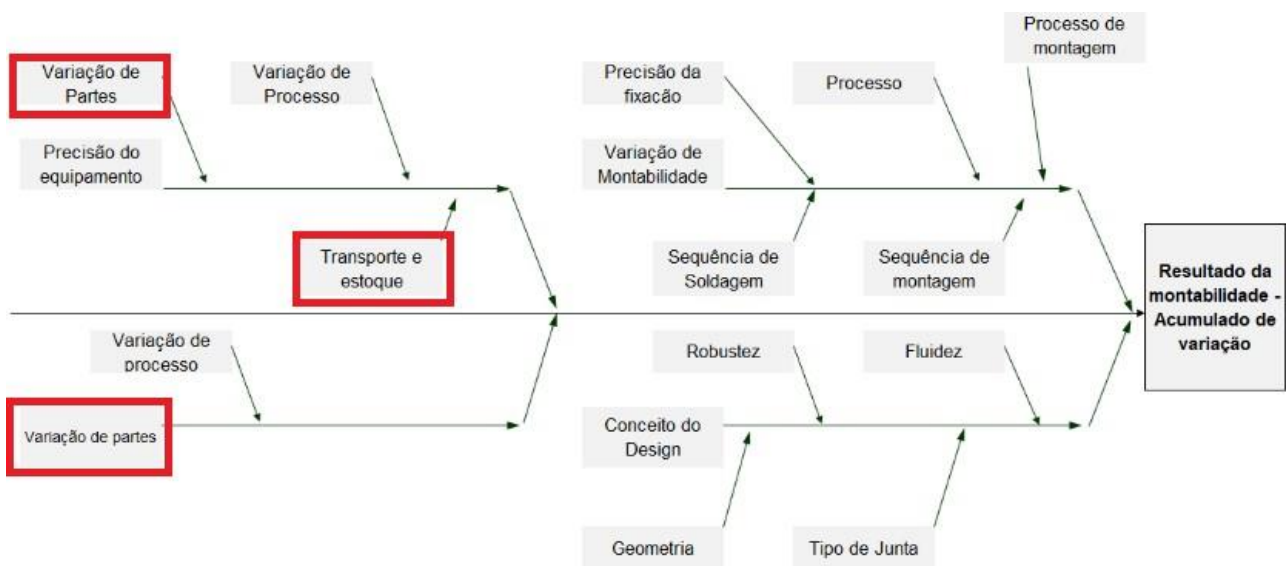 Processo de
montagem
Variação de
Partes
Variação de
Processo
Precisão da
fixacão
Processo
Precisão do
equipamento
Variação de
Montabilidade
Transporte e
estoque
Sequência de
Soldagem
Sequência de
montagem
Resultado da
montabilidade -
Acumulado de
variação
Variação de
processo
Robustez
Fluidez
Variação de partes
Conceito do
Design
Geometria
Tipo de Junta